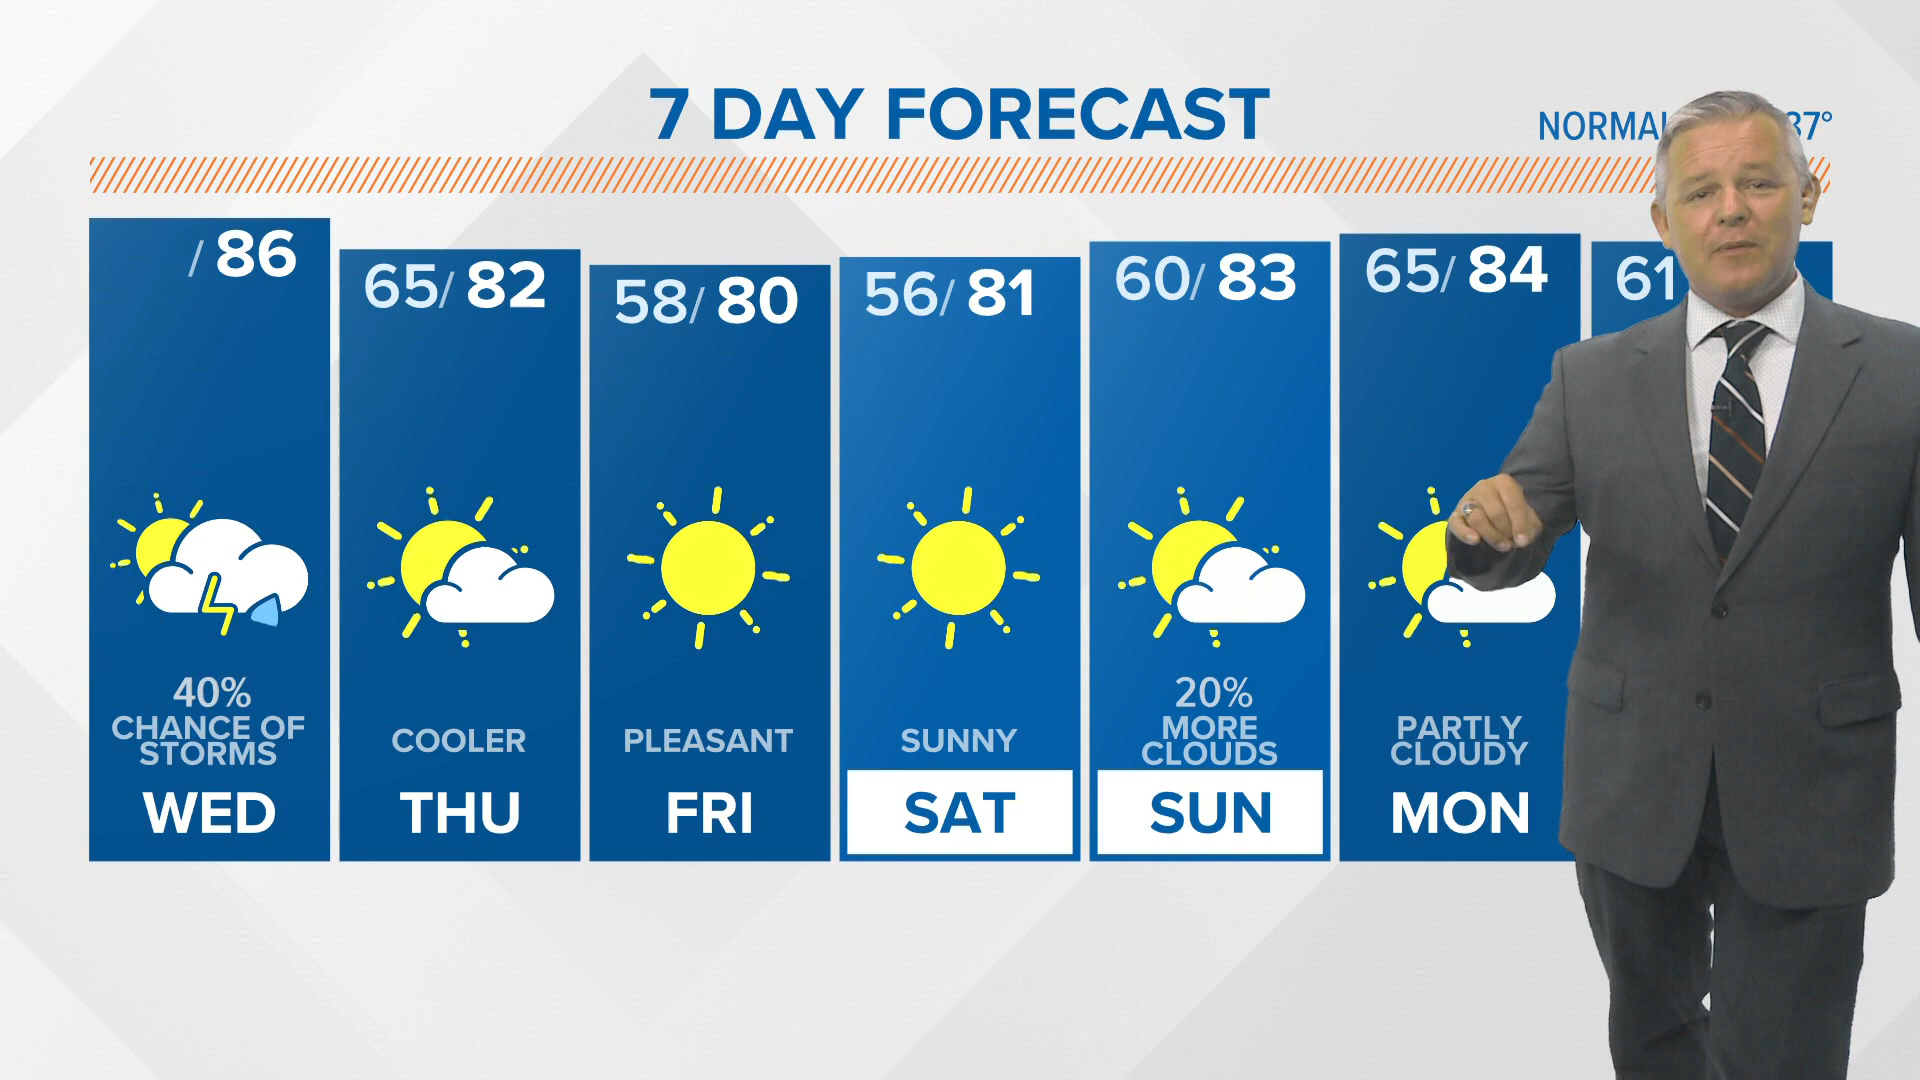 7 DAY FORECAST
/ 86
65/ 82
58/ 80
56/ 81
60/ 83
65/ 84
61
40%
CHANCE OF
STORMS
COOLER
PLEASANT
SUNNY
20%
MORE
CLOUDS
PARTLY
CLOUDY
WED
THU
FRI
SAT
SUN
MON